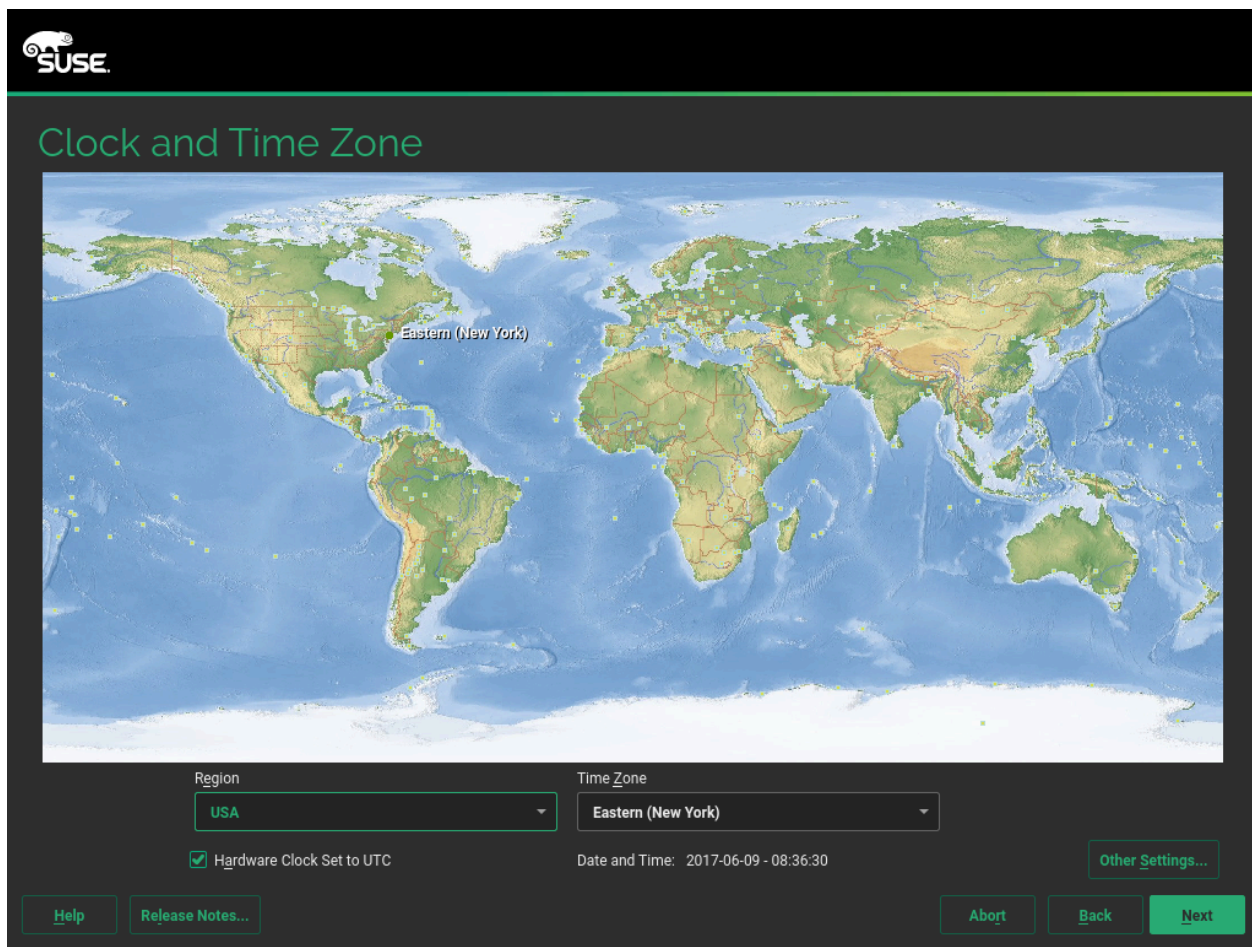 SUSE.
Clock and Time Zone
Eastern (New York)
Region
Time Zone
USA
Eastern (New York)
Hardware Clock Set to UTC
Date and Time: 2017-06-09 - 08:36:30
Other Settings...
Help
Release Notes...
Abort
Back
Next